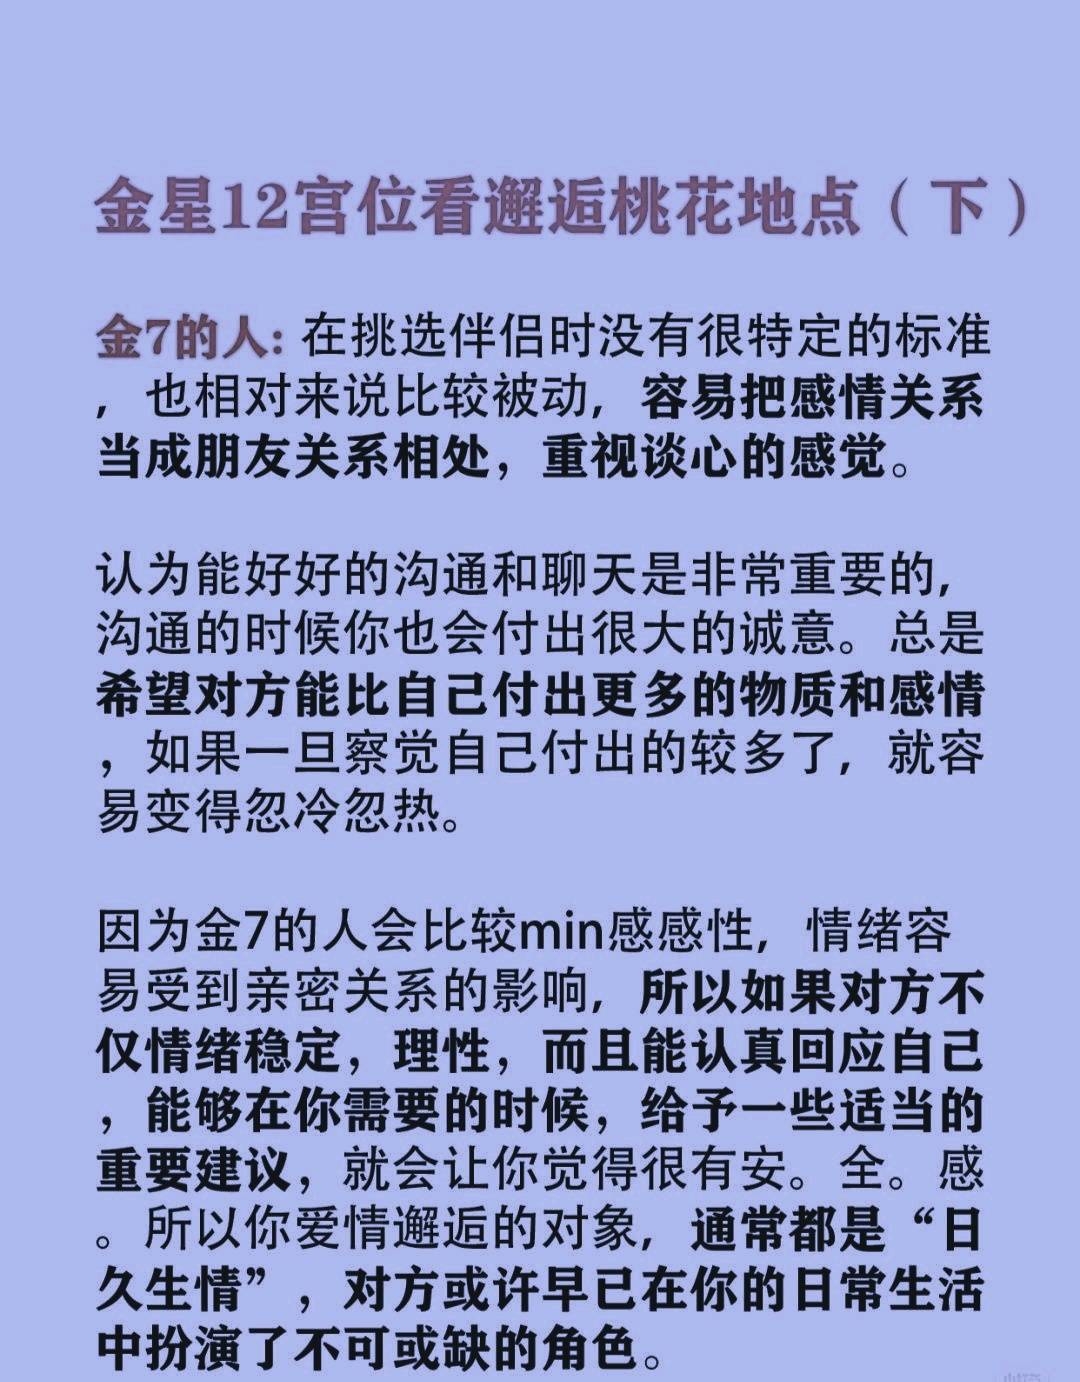 金星12宫位看邂逅桃花地点（下）
金7的人: 在挑选伴侣时没有很特定的标准
，也相对来说比较被动，容易把感情关系
当成朋友关系相处，重视谈心的感觉。
认为能好好的沟通和聊天是非常重要的，
沟通的时候你也会付出很大的诚意。总是
希望对方能比自己付出更多的物质和感情
，如果一旦察觉自己付出的较多了，就容
易变得忽冷忽热。
因为金7的人会比较min感感性，情绪容
易受到亲密关系的影响，所以如果对方不
仅情绪稳定，理性，而且能认真回应自己
，能够在你需要的时候，给予一些适当的
重要建议，就会让你觉得很有安。全。感
。所以你爱情邂逅的对象，通常都是“日
久生情”，对方或许早已在你的日常生活
中扮演了不可或缺的角色。